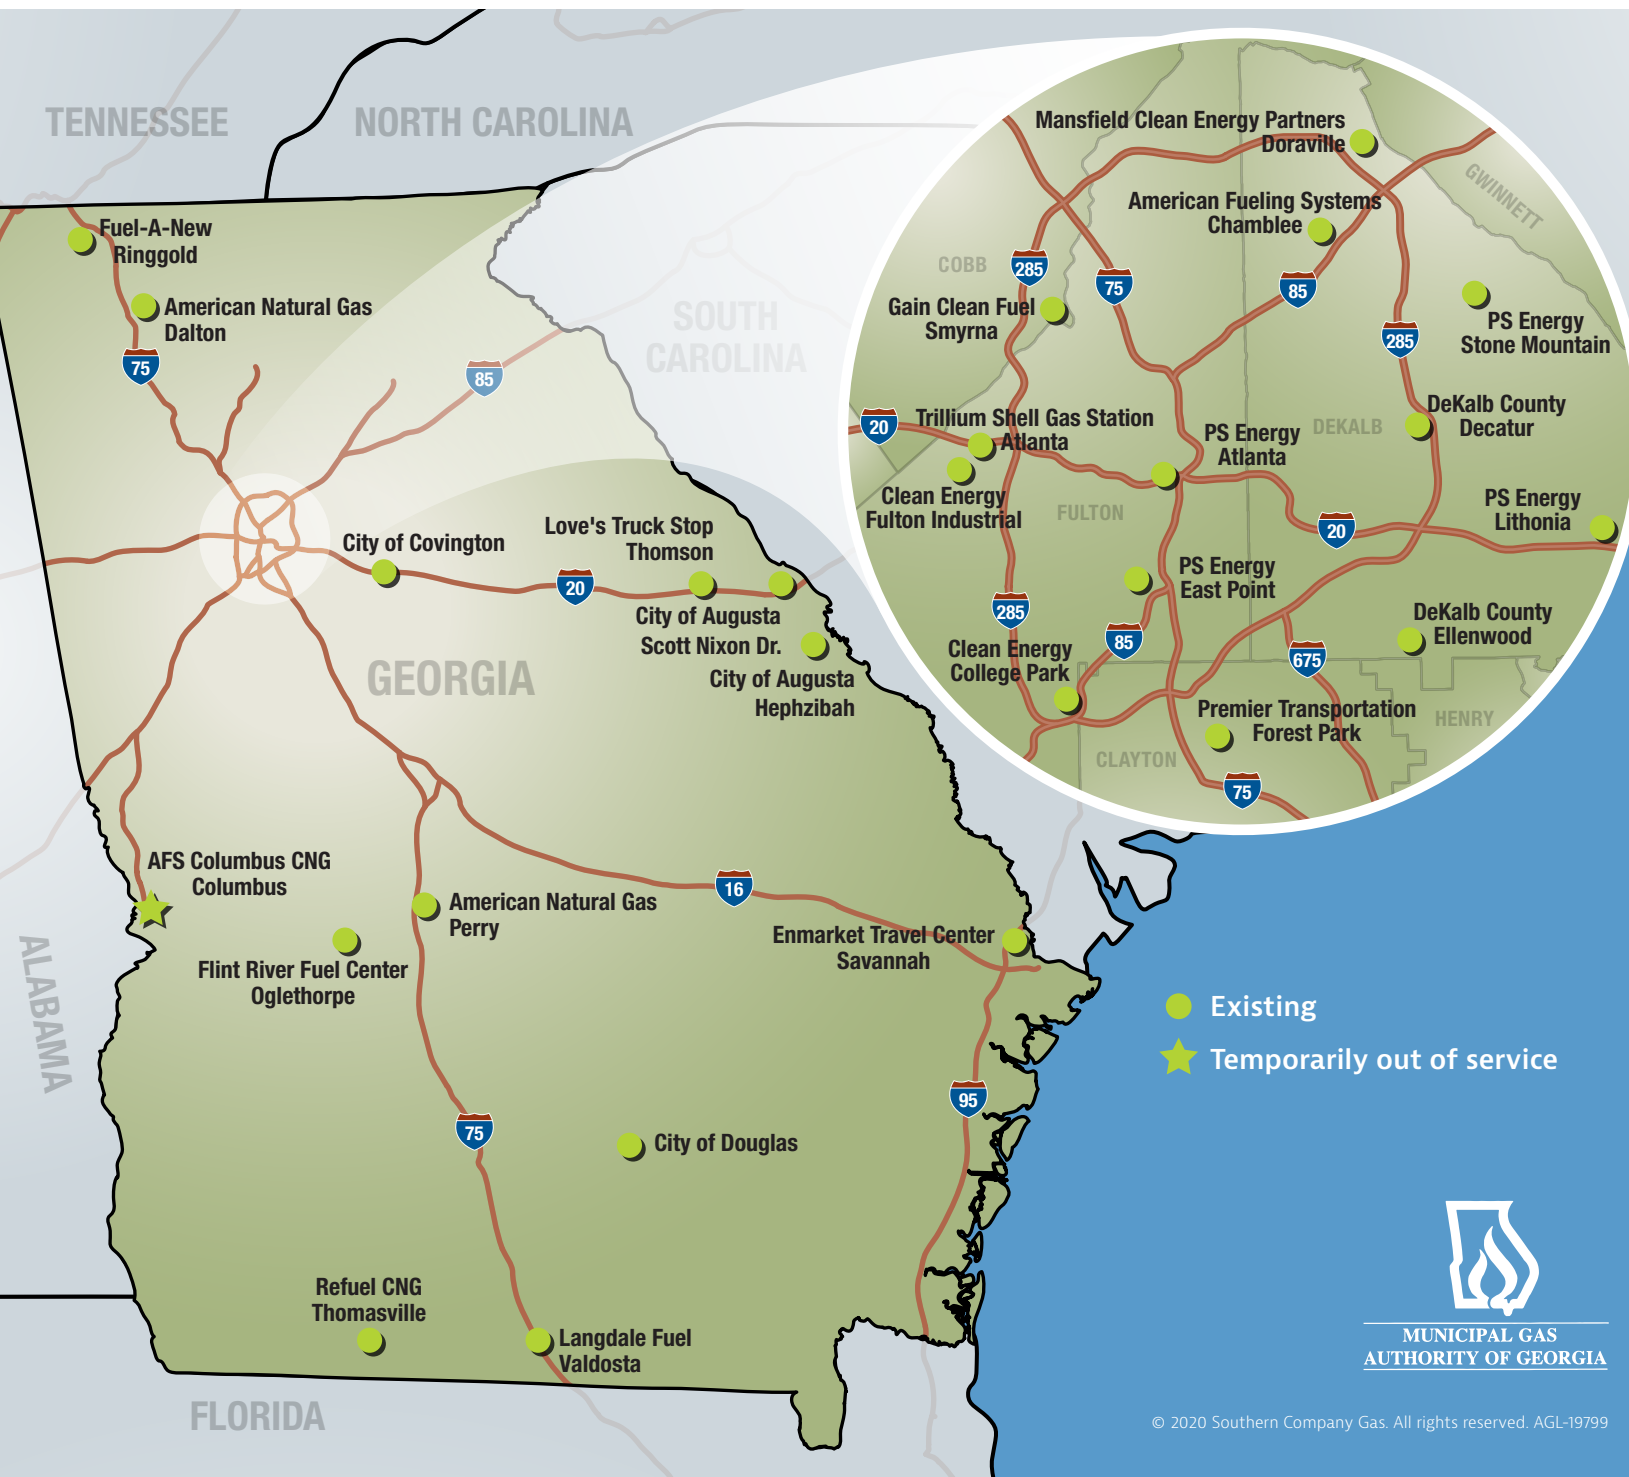 TENNESSEE
NORTH CAROLINA
SOUTH
CAROLINA
GEORGIA
ALABAMA
FLORIDA
Fuel-A-New
Ringgold
American Natural Gas
Dalton
75
85
City of Covington
Love's Truck Stop
Thomson
20
City of Augusta
Scott Nixon Dr.
City of Augusta
Hephzibah
AFS Columbus CNG
Columbus
American Natural Gas
Perry
16
Flint River Fuel Center
Oglethorpe
Enmarket Travel Center
Savannah
95
75
City of Douglas
Refuel CNG
Thomasville
Langdale Fuel
Valdosta
Mansfield Clean Energy Partners
Doraville
GWINNETT
American Fueling Systems
Chamblee
COBB
285
75
85
Gain Clean Fuel
Smyrna
PS Energy
Stone Mountain
285
20
Trillium Shell Gas Station
Atlanta
PS Energy
Atlanta
DEKALB
DeKalb County
Decatur
Clean Energy
Fulton Industrial
FULTON
PS Energy
Lithonia
20
PS Energy
East Point
285
85
DeKalb County
Ellenwood
Clean Energy
College Park
675
Premier Transportation
Forest Park
HENRY
CLAYTON
75
Existing
Temporarily out of service
MUNICIPAL GAS
AUTHORITY OF GEORGIA
© 2020 Southern Company Gas. All rights reserved. AGL-19799